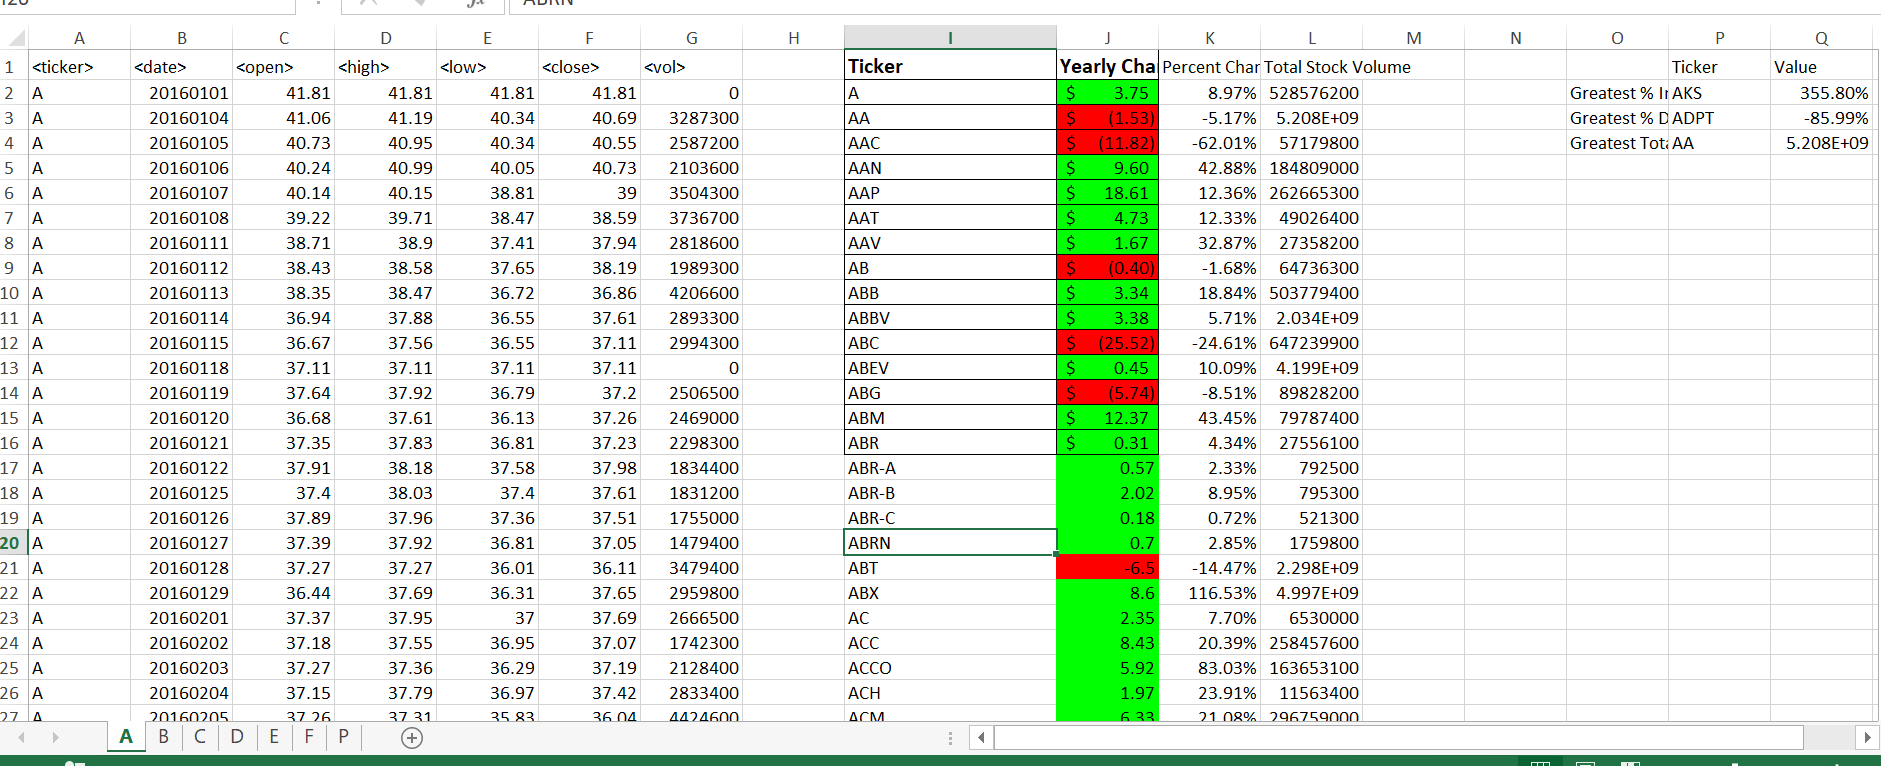 ABRN
A B C D E F G H I J K L M N O P Q
1 <ticker> <date> <open> <high> <low> <close> <vol> Ticker Yearly Cha Percent Char Total Stock Volume Ticker Value
2 A 20160101 41.81 41.81 41.81 41.81 0 A $ 3.75 8.97% 528576200 Greatest % Ir AKS 355.80%
3 A 20160104 41.06 41.19 40.34 40.69 3287300 AA $ (1.53) -5.17% 5.208E+09 Greatest % D ADPT -85.99%
4 A 20160105 40.73 40.95 40.34 40.55 2587200 AAC $ (11.82) -62.01% 57179800 Greatest Tota AA 5.208E+09
5 A 20160106 40.24 40.99 40.05 40.73 2103600 AAN $ 9.60 42.88% 184809000
6 A 20160107 40.14 40.15 38.81 39 3504300 AAP $ 18.61 12.36% 262665300
7 A 20160108 39.22 39.71 38.47 38.59 3736700 AAT $ 4.73 12.33% 49026400
8 A 20160111 38.71 38.9 37.41 37.94 2818600 AAV $ 1.67 32.87% 27358200
9 A 20160112 38.43 38.58 37.65 38.19 1989300 AB $ (0.40) -1.68% 64736300
10 A 20160113 38.35 38.47 36.72 36.86 4206600 ABB $ 3.34 18.84% 503779400
11 A 20160114 36.94 37.88 36.55 37.61 2893300 ABBV $ 3.38 5.71% 2.034E+09
12 A 20160115 36.67 37.56 36.55 37.11 2994300 ABC $ (25.52) -24.61% 647239900
13 A 20160118 37.11 37.11 37.11 37.11 0 ABEV $ 0.45 10.09% 4.199E+09
14 A 20160119 37.64 37.92 36.79 37.2 2506500 ABG $ (5.74) -8.51% 89828200
15 A 20160120 36.68 37.61 36.13 37.26 2469000 ABM $ 12.37 43.45% 79787400
16 A 20160121 37.35 37.83 36.81 37.23 2298300 ABR $ 0.31 4.34% 27556100
17 A 20160122 37.91 38.18 37.58 37.98 1834400 ABR-A 0.57 2.33% 792500
18 A 20160125 37.4 38.03 37.4 37.61 1831200 ABR-B 2.02 8.95% 795300
19 A 20160126 37.89 37.96 37.36 37.51 1755000 ABR-C 0.18 0.72% 521300
20 A 20160127 37.39 37.92 36.81 37.05 1479400 ABRN 0.7 2.85% 1759800
21 A 20160128 37.27 37.27 36.01 36.11 3479400 ABT -6.5 -14.47% 2.298E+09
22 A 20160129 36.44 37.69 36.31 37.65 2959800 ABX 8.6 116.53% 4.997E+09
23 A 20160201 37.37 37.95 37 37.69 2666500 AC 2.35 7.70% 6530000
24 A 20160202 37.18 37.55 36.95 37.07 1742300 ACC 8.43 20.39% 258457600
25 A 20160203 37.27 37.36 36.29 37.19 2128400 ACCO 5.92 83.03% 163653100
26 A 20160204 37.15 37.79 36.97 37.42 2833400 ACH 1.97 23.91% 11563400
27 A 20160205 37.26 37.31 35.83 36.04 4424600 ACM 6.33 21.08% 296759000
A B C D E F P